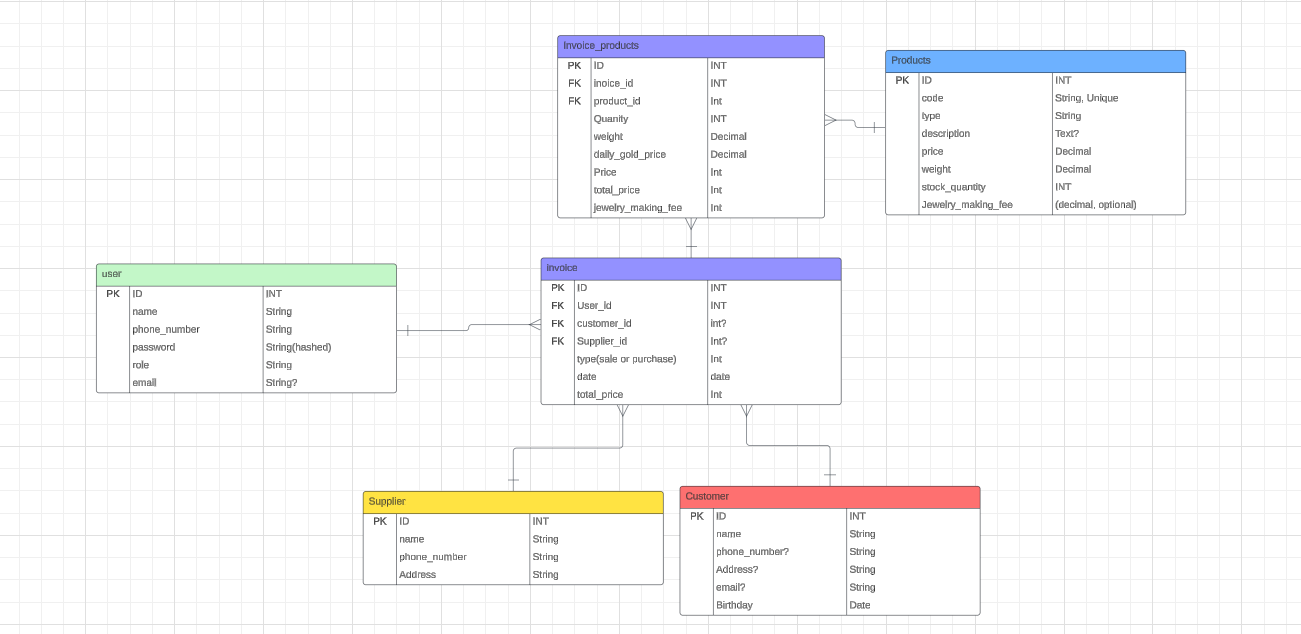 Invoice_products
PK ID INT
FK inoice_id INT
FK product_id Int
Quanity INT
weight Decimal
daily_gold_price Decimal
Price Int
total_price Int
jewelry_making_fee Int
Products
PK ID INT
code String, Unique
type String
description Text?
price Decimal
weight Decimal
stock_quantity INT
Jewelry_making_fee (decimal, optional)
user
PK ID INT
name String
phone_number String
password String(hashed)
role String
email String?
Invoice
PK ID INT
FK User_id INT
FK customer_id int?
FK Supplier_id Int?
type(sale or purchase) Int
date date
total_price Int
Supplier
PK ID INT
name String
phone_number String
Address String
Customer
PK ID INT
name String
phone_number? String
Address? String
email? String
Birthday Date